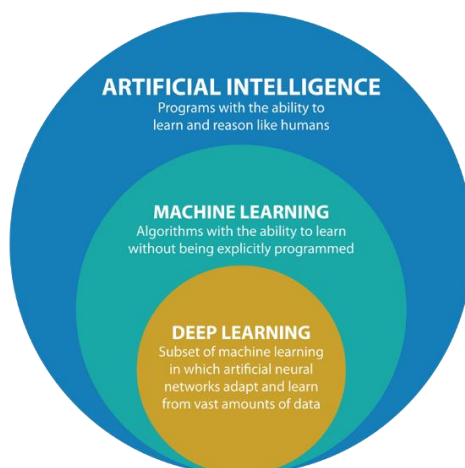 ARTIFICIAL INTELLIGENCE
Programs with the ability to
learn and reason like humans
MACHINE LEARNING
Algorithms with the ability to learn
without being explicitly programmed
DEEP LEARNING
Subset of machine learning
in which artificial neural
networks adapt and learn
from vast amounts of data